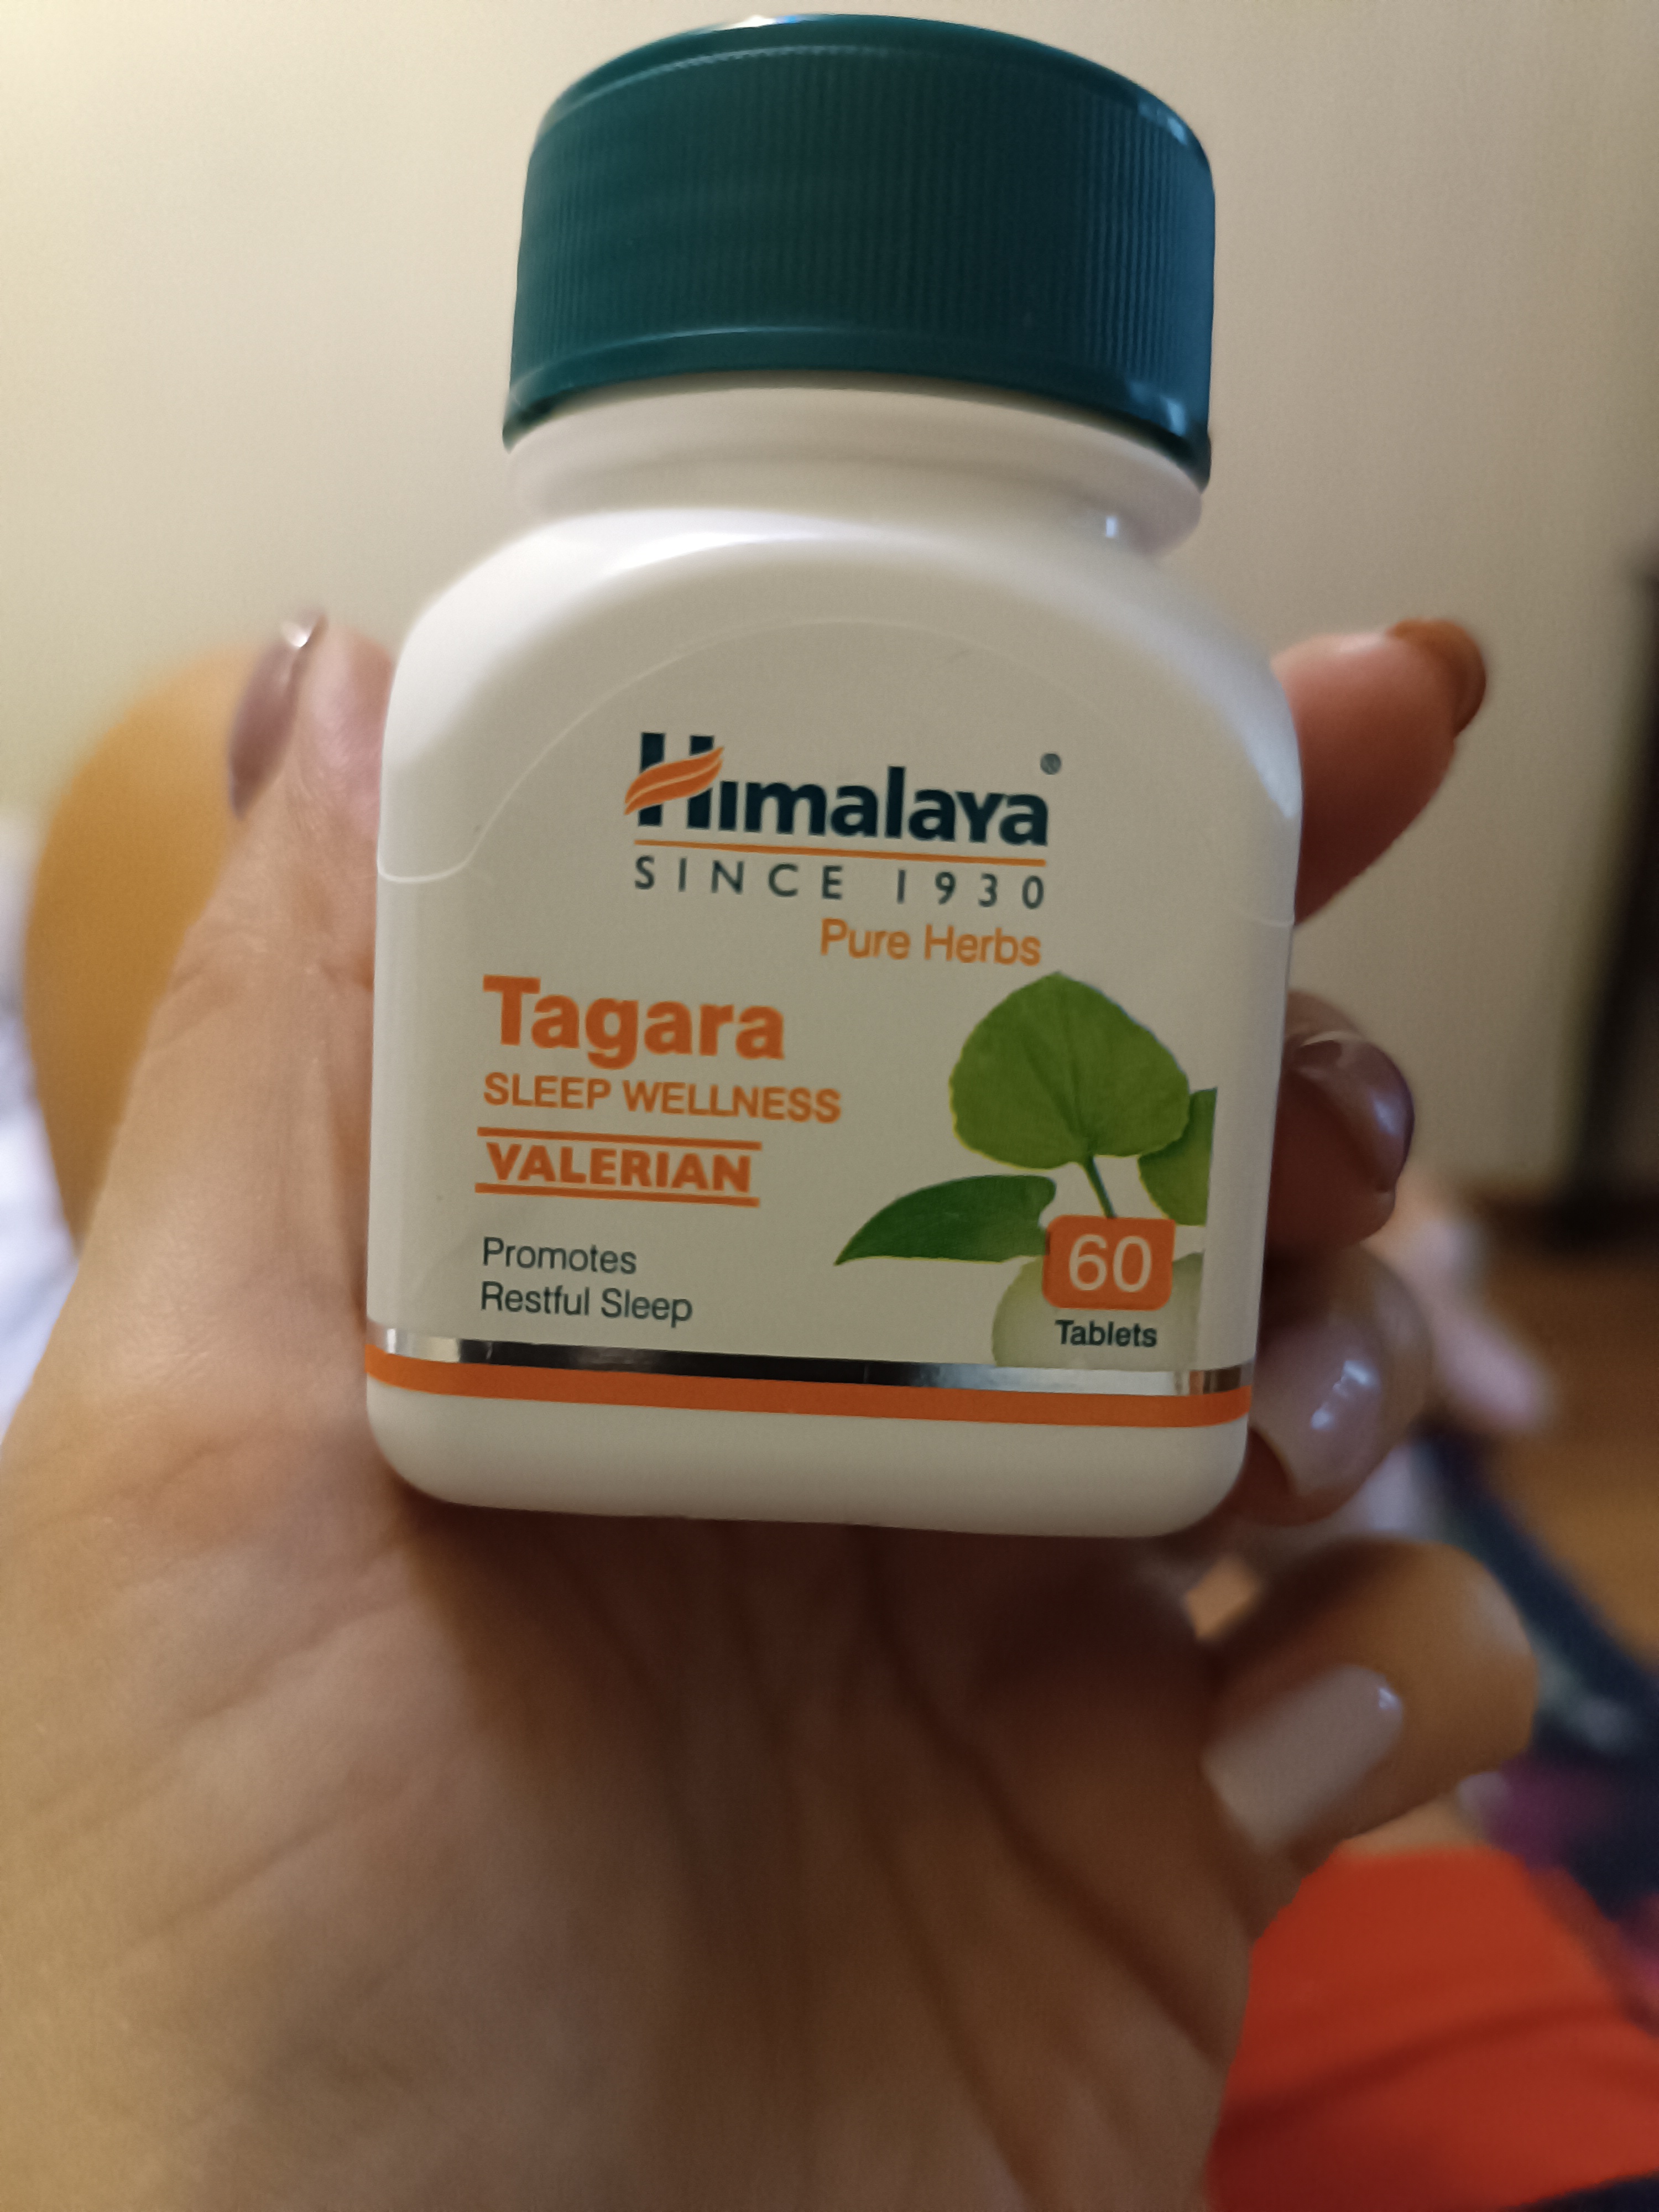 Himalaya®
SINCE 1930
Pure Herbs
Tagara
SLEEP WELLNESS
VALERIAN
Promotes
Restful Sleep
60
Tablets